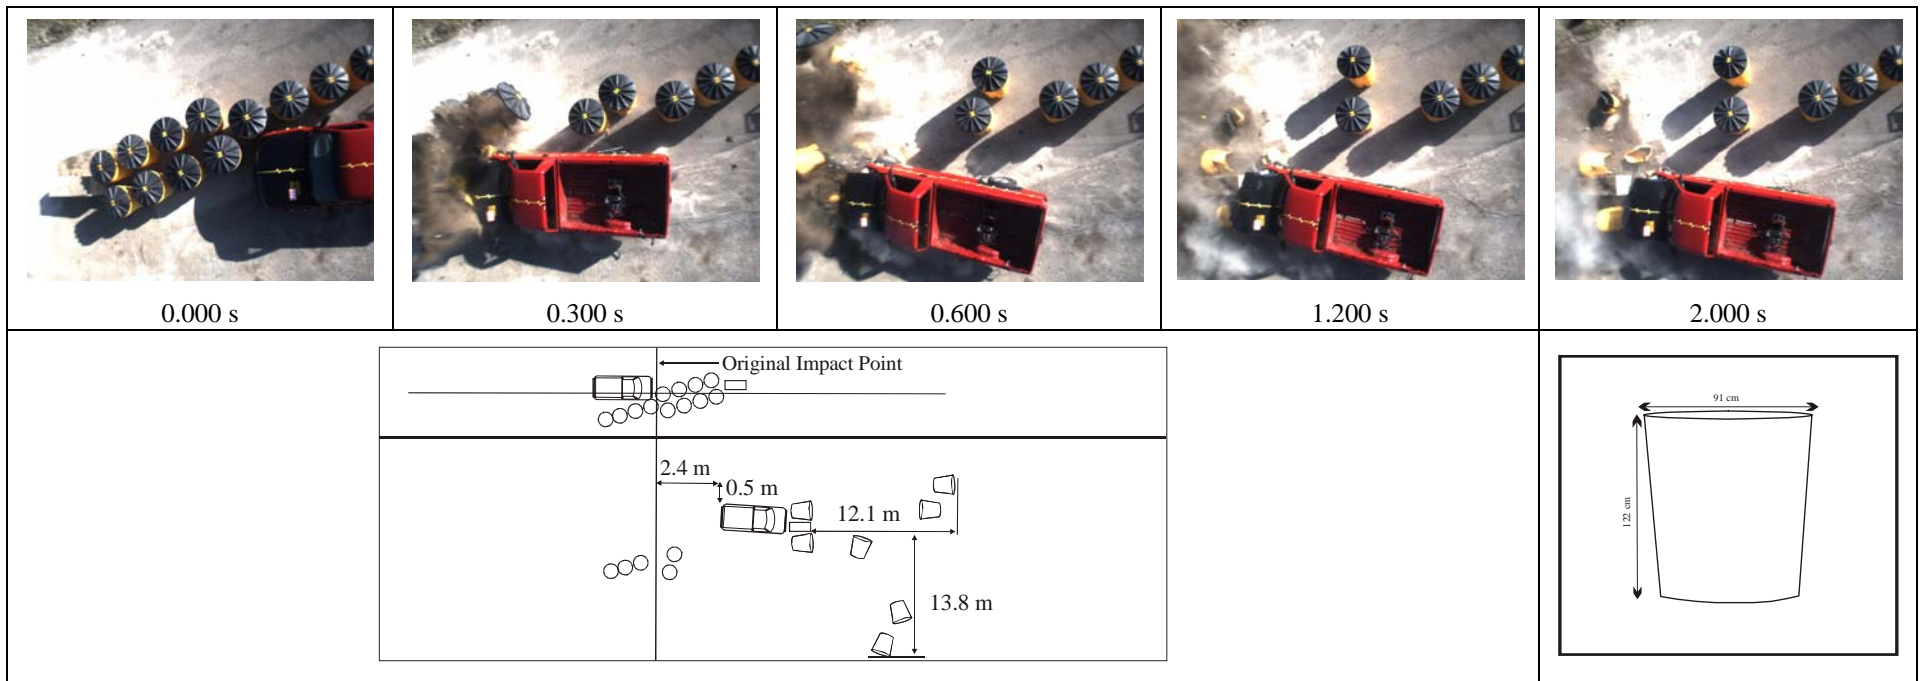 0.000 s
0.300 s
0.600 s
1.200 s
2.000 s
Original Impact Point
2.4 m
0.5 m
12.1 m
13.8 m
91 cm
122 cm